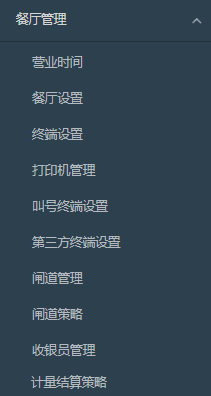 餐厅管理
营业时间
餐厅设置
终端设置
打印机管理
叫号终端设置
第三方终端设置
闸道管理
闸道策略
收银员管理
计量结算策略